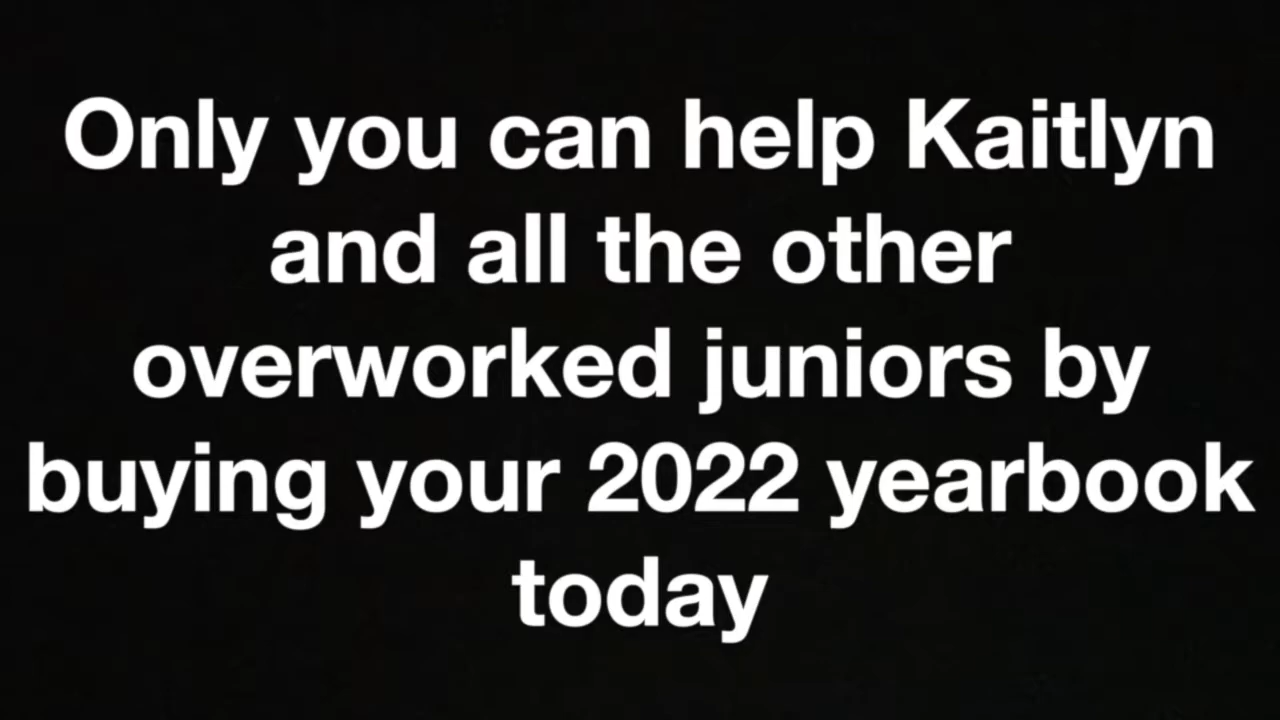 Only you can help Kaitlyn
and all the other
overworked juniors by
buying your 2022 yearbook
today